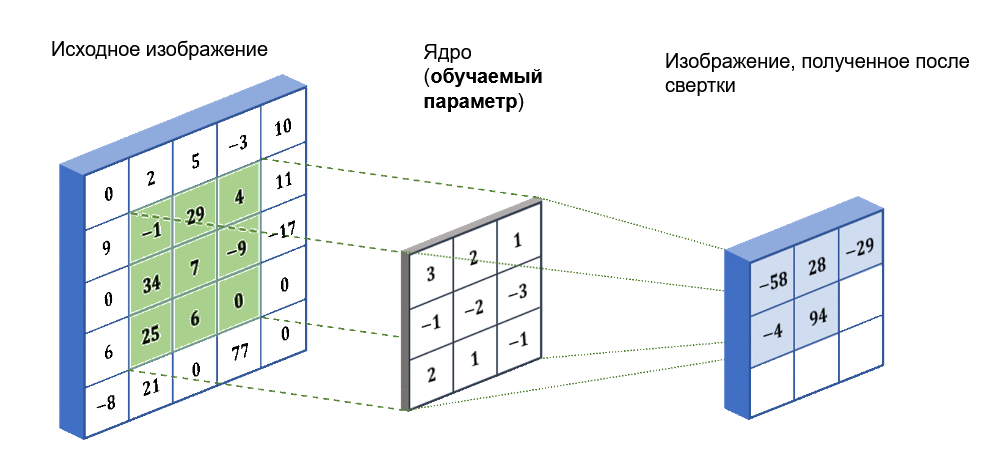 Исходное изображение
Ядро
(обучаемый
параметр)
Изображение, полученное после
свертки
0 2 5 −3 10
9 −1 29 4 11
0 34 7 −9 −17
6 25 6 0 0
−8 21 0 77 0
3 2 1
−1 −2 −3
2 1 −1
−58 28 −29
−4 94